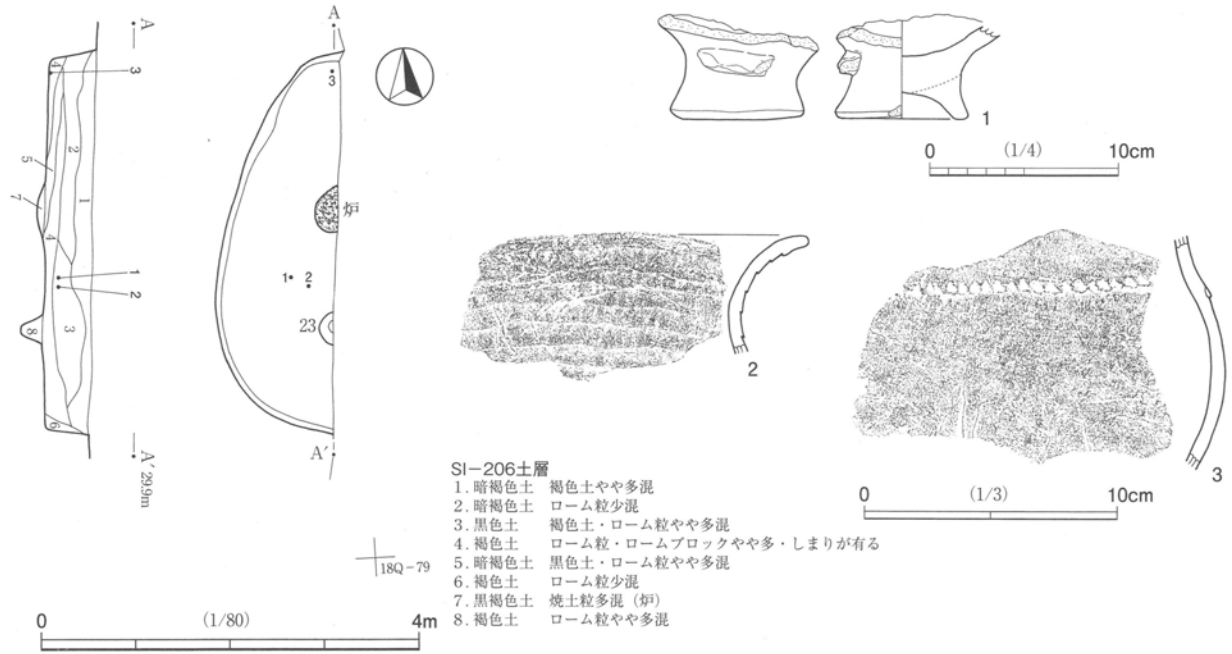 A
3
5
2
7
1
4
4
1
2
3
8
6
A′ 29.9m
A
3
炉
1
2
23
A′
18Q-79
0 (1/80) 4m
1
0 (1/4) 10cm
2
3
0 (1/3) 10cm
SI-206土層
1. 暗褐色土 褐色土やや多混
2. 暗褐色土 ローム粒少混
3. 黒色土 褐色土・ローム粒やや多混
4. 褐色土 ローム粒・ロームブロックやや多・しまりが有る
5. 暗褐色土 黒色土・ローム粒やや多混
6. 褐色土 ローム粒少混
7. 黒褐色土 焼土粒多混（炉）
8. 褐色土 ローム粒やや多混